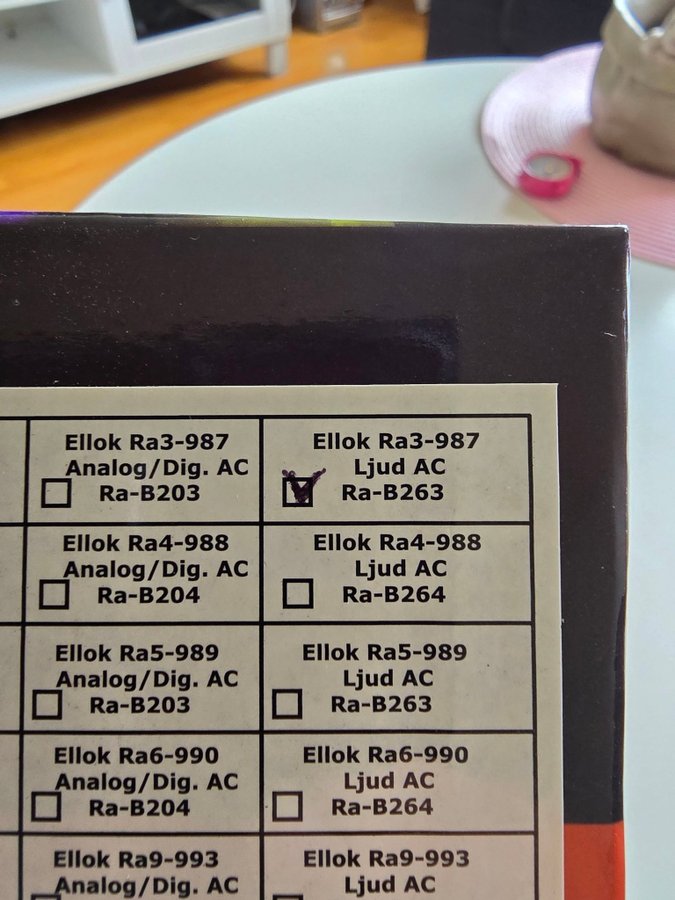 Ellok Ra3-987
Analog/Dig. AC
Ra-B203
Ellok Ra3-987
Ljud AC
Ra-B263
Ellok Ra4-988
Analog/Dig. AC
Ra-B204
Ellok Ra4-988
Ljud AC
Ra-B264
Ellok Ra5-989
Analog/Dig. AC
Ra-B203
Ellok Ra5-989
Ljud AC
Ra-B263
Ellok Ra6-990
Analog/Dig. AC
Ra-B204
Ellok Ra6-990
Ljud AC
Ra-B264
Ellok Ra9-993
Analog/Dig. AC
Ellok Ra9-993
Ljud AC